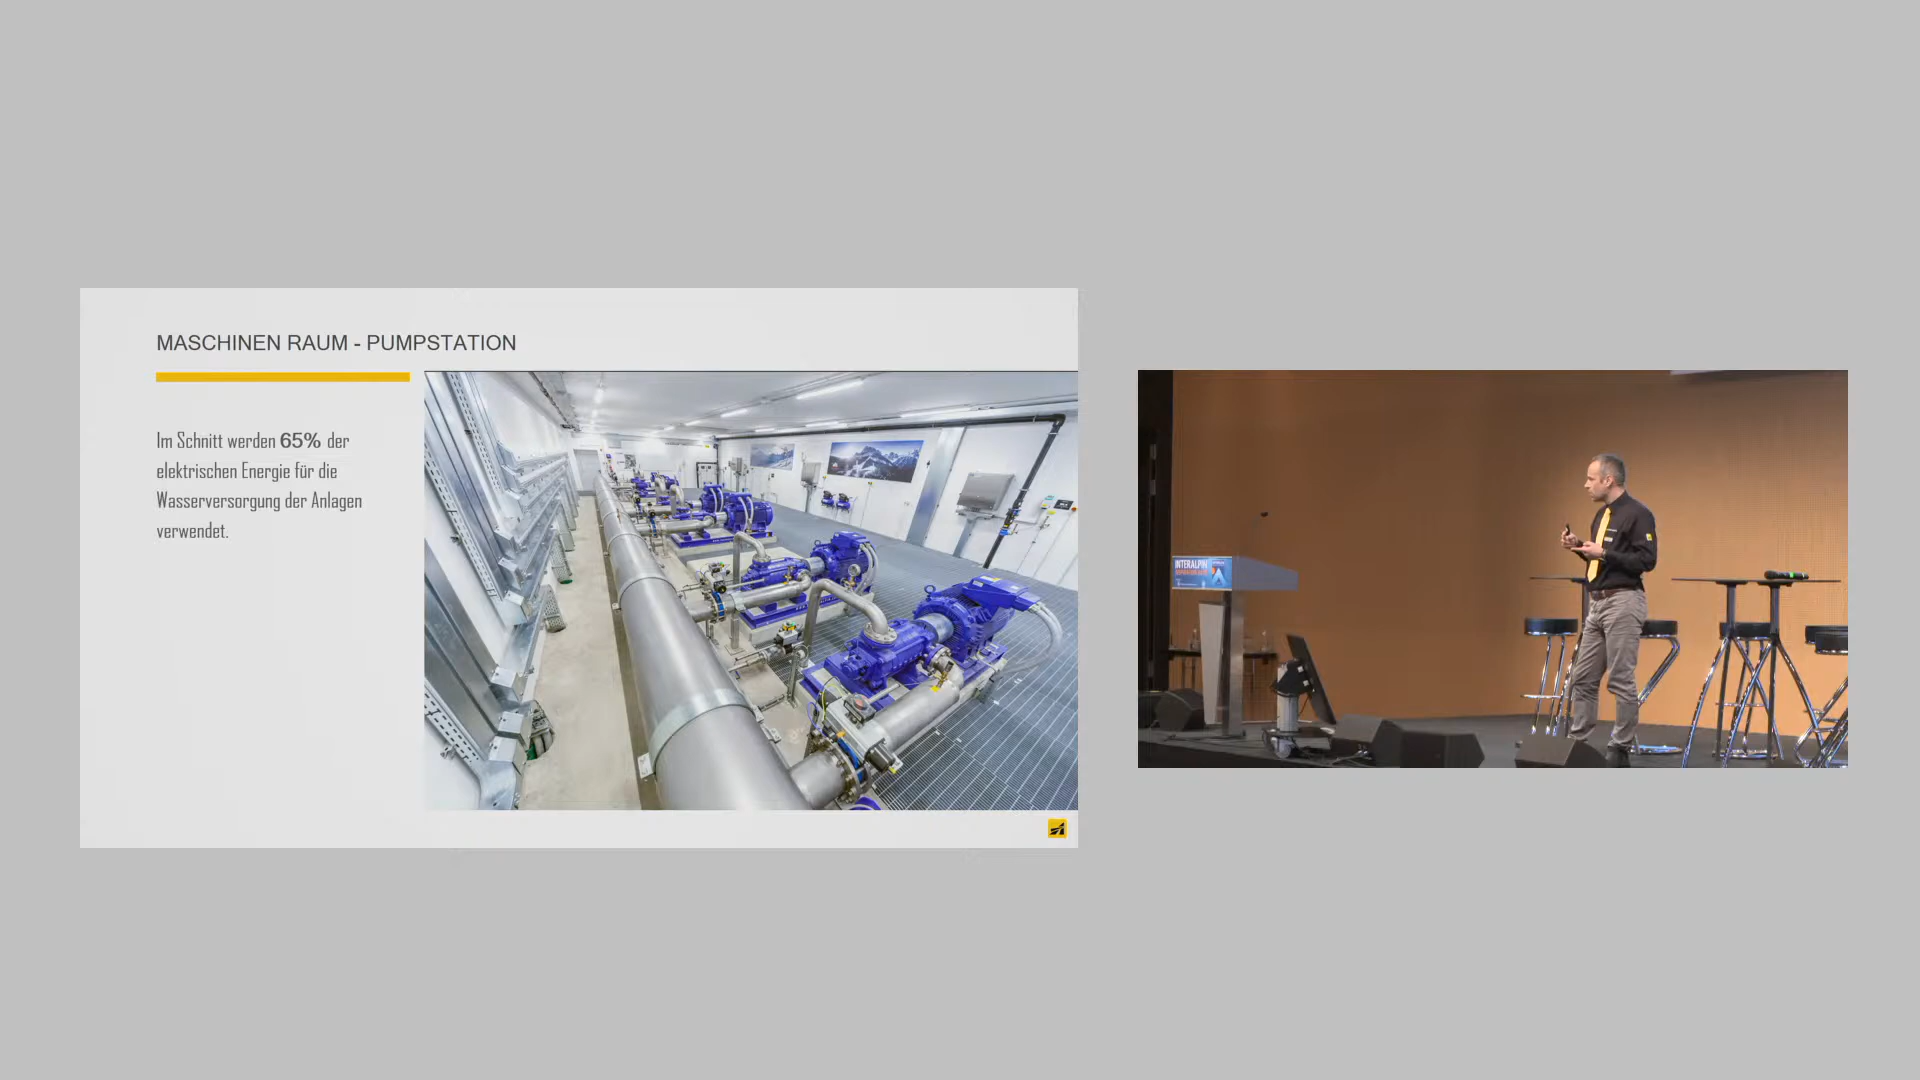 MASCHINEN RAUM - PUMPSTATION
Im Schnitt werden 65% der
elektrischen Energie für die
Wasserversorgung der Anlagen
verwendet.
INTERALPIN